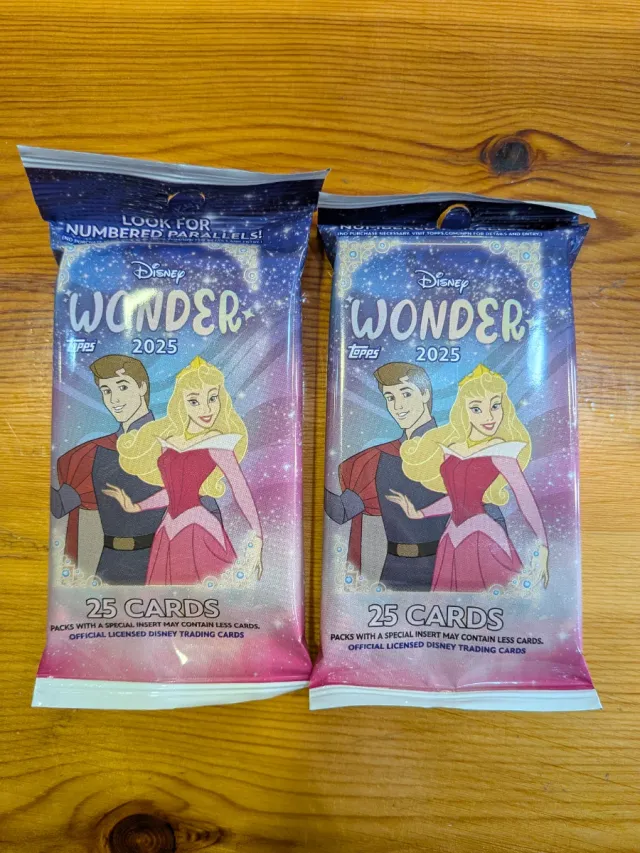 LOOK FOR
NUMBERED PARALLELS!
Disney
WONDER
Topps
2025
25 CARDS
PACKS WITH A SPECIAL INSERT MAY CONTAIN LESS CARDS.
OFFICIAL LICENSED DISNEY TRADING CARDS
Disney
WONDER
Topps
2025
25 CARDS
PACKS WITH A SPECIAL INSERT MAY CONTAIN LESS CARDS.
OFFICIAL LICENSED DISNEY TRADING CARDS